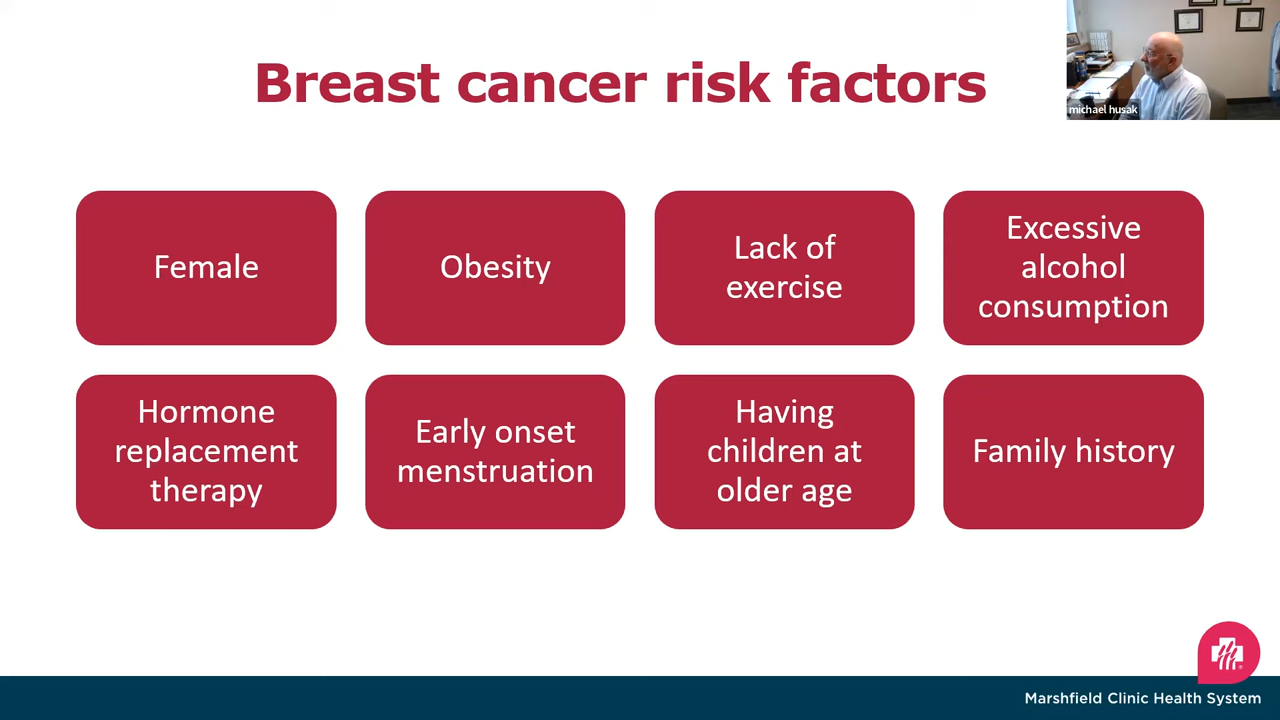 Breast cancer risk factors
michael husak
Female
Obesity
Lack of
exercise
Excessive
alcohol
consumption
Hormone
replacement
therapy
Early onset
menstruation
Having
children at
older age
Family history
Marshfield Clinic Health System